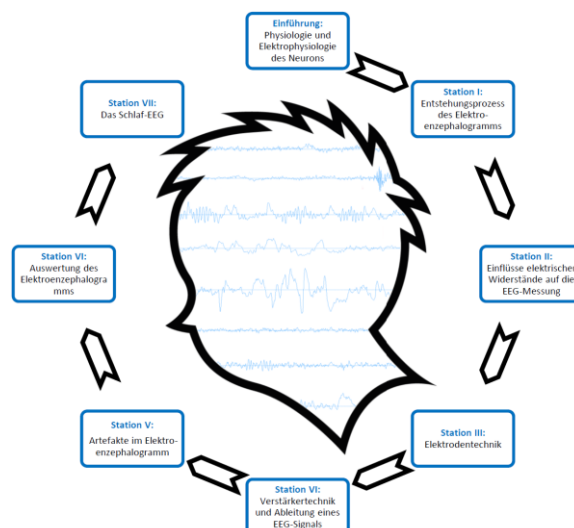 Einführung:
Physiologie und
Elektrophysiologie
des Neurons
Station I:
Entstehungsprozess
des Elektro-
enzephalogramms
Station II:
Einflüsse elektrischer
Widerstände auf die
EEG-Messung
Station III:
Elektrodentechnik
Station VI:
Verstärkertechnik
und Ableitung eines
EEG-Signals
Station V:
Artefakte im Elektro-
enzephalogramm
Station VI:
Auswertung des
Elektroenzephalogra
mms
Station VII:
Das Schlaf-EEG